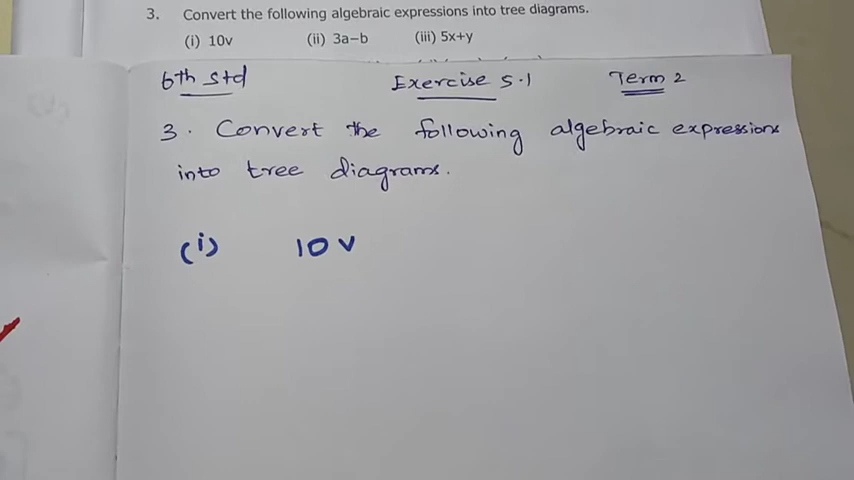 3. Convert the following algebraic expressions into tree diagrams.
(i) 10v (ii) 3a−b (iii) 5x+y
6th std Exercise 5.1 Term 2
3. Convert the following algebraic expressions
into tree diagrams.
(i) 10v